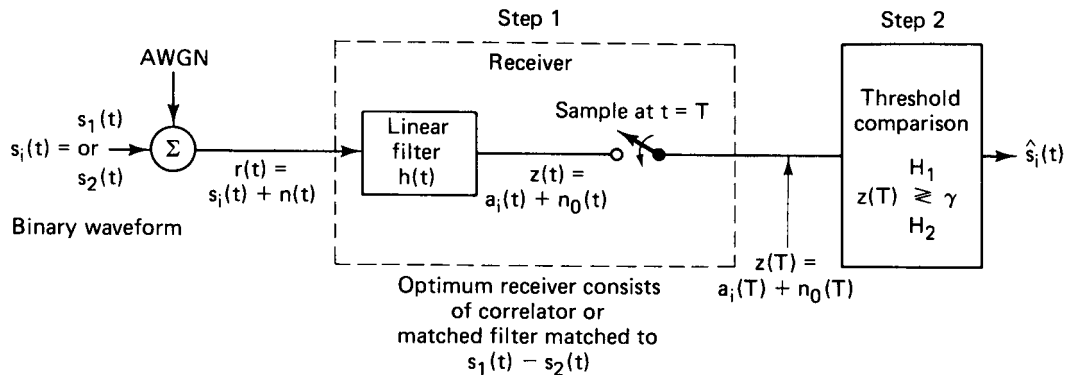 Step 1
Step 2
AWGN
Receiver
s₁(t)
sᵢ(t) = or
s₂(t)
Σ
Binary waveform
r(t) =
sᵢ(t) + n(t)
Linear
filter
h(t)
z(t) =
aᵢ(t) + n₀(t)
Sample at t = T
z(T) =
aᵢ(T) + n₀(T)
Threshold
comparison
H₁
z(T) ≷ γ
H₂
ŝᵢ(t)
Optimum receiver consists
of correlator or
matched filter matched to
s₁(t) − s₂(t)